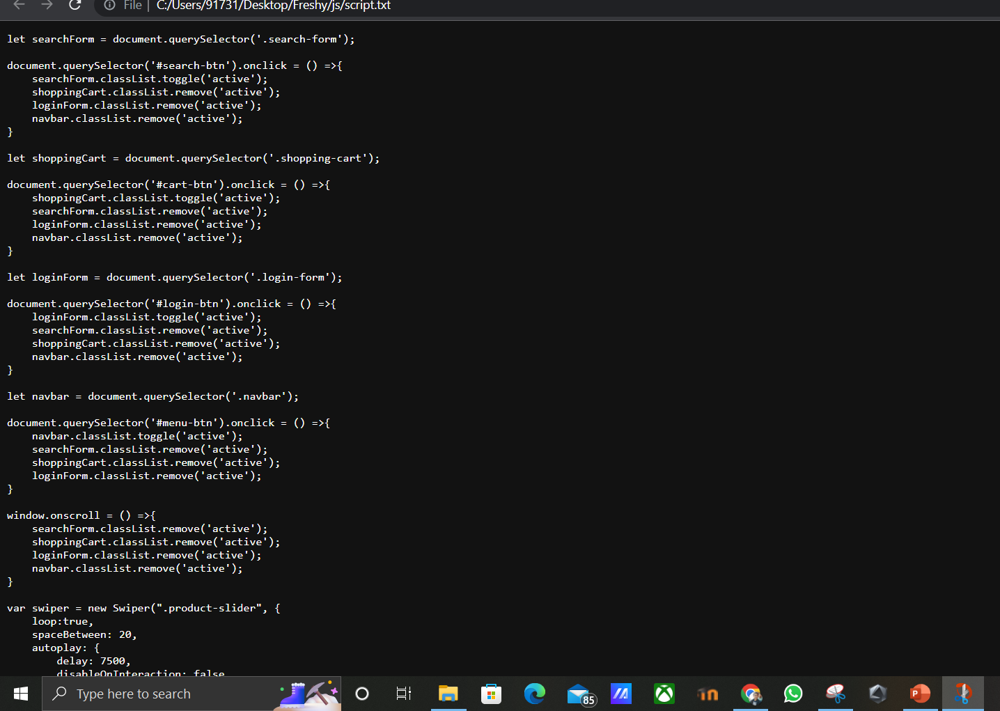 File | C:/Users/91731/Desktop/Freshy/js/script.txt
let searchForm = document.querySelector('.search-form');
document.querySelector('#search-btn').onclick = () =>{
    searchForm.classList.toggle('active');
    shoppingCart.classList.remove('active');
    loginForm.classList.remove('active');
    navbar.classList.remove('active');
}
let shoppingCart = document.querySelector('.shopping-cart');
document.querySelector('#cart-btn').onclick = () =>{
    shoppingCart.classList.toggle('active');
    searchForm.classList.remove('active');
    loginForm.classList.remove('active');
    navbar.classList.remove('active');
}
let loginForm = document.querySelector('.login-form');
document.querySelector('#login-btn').onclick = () =>{
    loginForm.classList.toggle('active');
    searchForm.classList.remove('active');
    shoppingCart.classList.remove('active');
    navbar.classList.remove('active');
}
let navbar = document.querySelector('.navbar');
document.querySelector('#menu-btn').onclick = () =>{
    navbar.classList.toggle('active');
    searchForm.classList.remove('active');
    shoppingCart.classList.remove('active');
    loginForm.classList.remove('active');
}
window.onscroll = () =>{
    searchForm.classList.remove('active');
    shoppingCart.classList.remove('active');
    loginForm.classList.remove('active');
    navbar.classList.remove('active');
}
var swiper = new Swiper(".product-slider", {
    loop:true,
    spaceBetween: 20,
    autoplay: {
        delay: 7500,
        disableOnInteraction: false
Type here to search
85